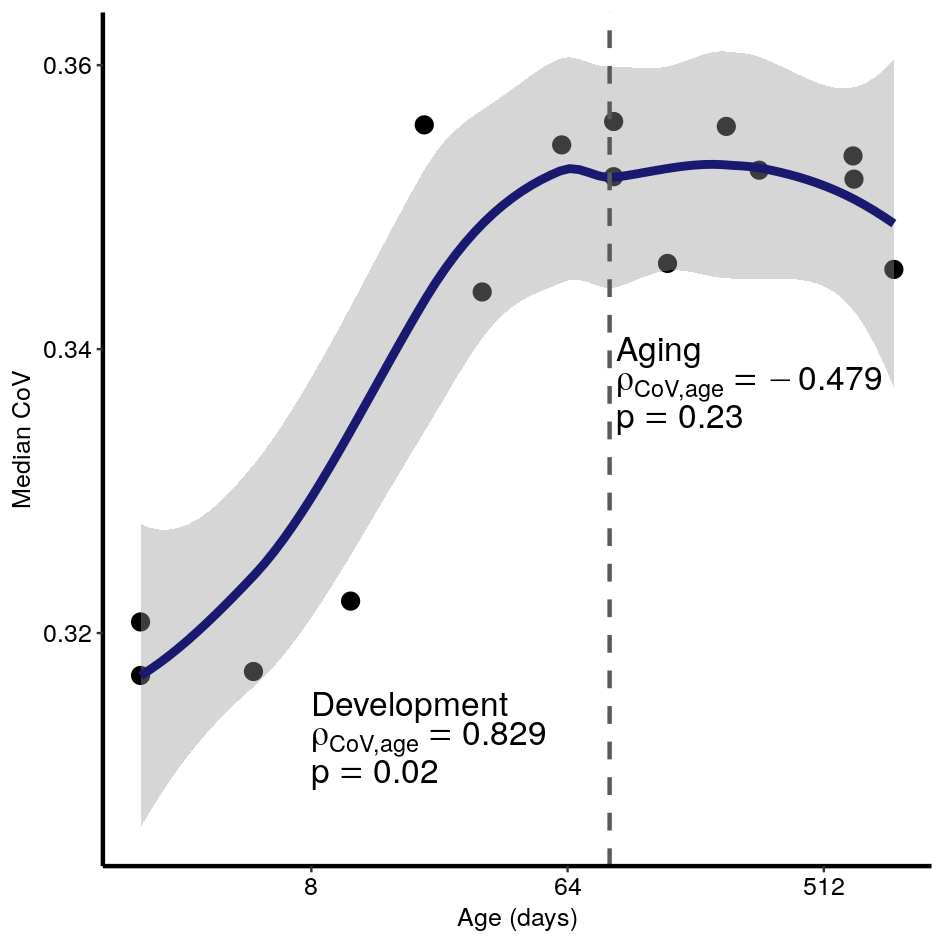 0.36
0.34
0.32
Median CoV
Aging
ρCoV,age = − 0.479
p = 0.23
Development
ρCoV,age = 0.829
p = 0.02
8 64 512
Age (days)